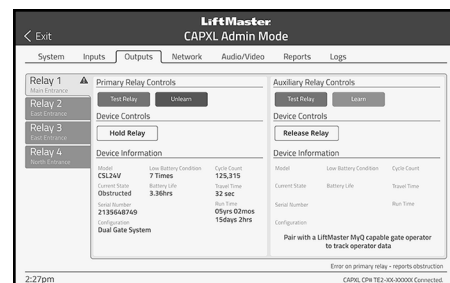 LiftMaster
< Exit
CAPXL Admin Mode
System Inputs Outputs Network Audio/Video Reports Logs
Relay 1
Main Entrance
Relay 2
East Entrance
Relay 3
East Entrance
Relay 4
North Entrance
Primary Relay Controls
Test Relay Unlearn
Device Controls
Hold Relay
Device Information
Model Low Battery Condition Cycle Count
CSL24V 7 Times 125,315
Current State Battery Life Travel Time
Obstructed 3.36hrs 32 sec
Serial Number Run Time
2135648749 05yrs 02mos
15days 2hrs
Configuration
Dual Gate System
Auxiliary Relay Controls
Test Relay Learn
Device Controls
Release Relay
Device Information
Model Low Battery Condition Cycle Count
Current State Battery Life Travel Time
Serial Number Run Time
Configuration
Pair with a LiftMaster MyQ capable gate operator
to track operator data
Error on primary relay - reports obstruction
2:27pm
CAPXL CP# TE2-XX-XXXXX Connected.